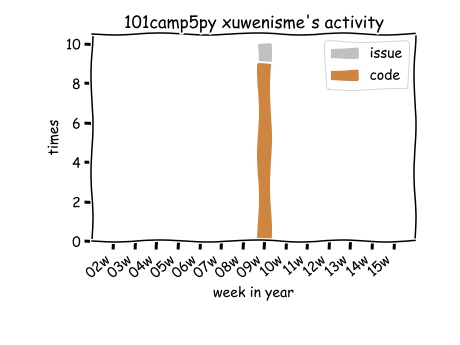 101camp5py xuwenisme's activity
issue
code
10
8
6
4
2
0
times
02w 03w 04w 05w 06w 07w 08w 09w 10w 11w 12w 13w 14w 15w
week in year